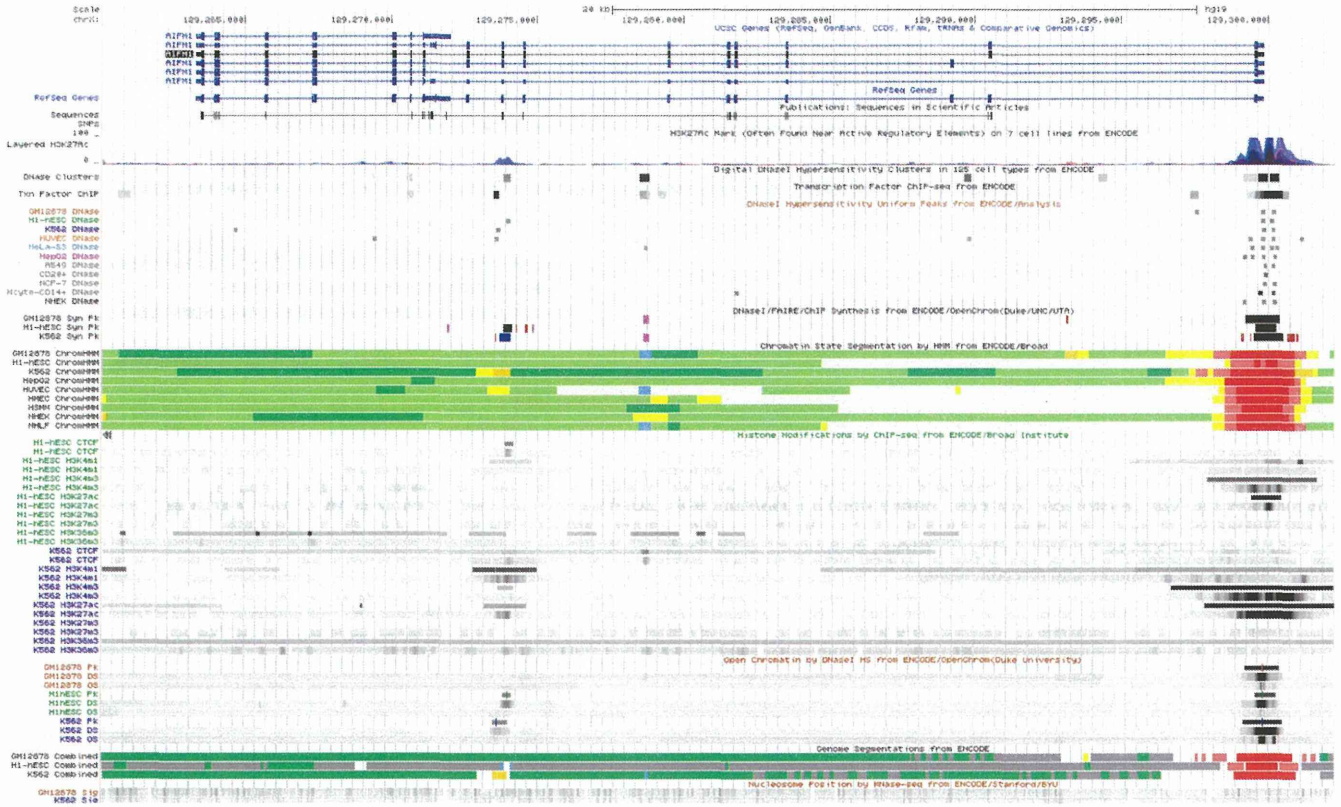 Scale 20 kb hg19
chrX: 129,265,000 129,270,000 129,275,000 129,280,000 129,285,000 129,290,000 129,295,000 129,300,000
UCSC Genes (RefSeq, GenBank, CCDS, Rfam, tRNAs & Comparative Genomics)
AIFM1
AIFM1
AIFM1
AIFM1
AIFM1
AIFM1
RefSeq Genes
RefSeq Genes
Publications: Sequences in Scientific Articles
Sequences
SNPs
H3K27Ac Mark (Often Found Near Active Regulatory Elements) on 7 cell lines from ENCODE
100
Layered H3K27Ac
0
Digital DNaseI Hypersensitivity Clusters in 125 cell types from ENCODE
DNase Clusters
Transcription Factor ChIP-seq from ENCODE
Txn Factor ChIP
DNaseI Hypersensitivity Uniform Peaks from ENCODE/Analysis
GM12878 DNase
H1-hESC DNase
K562 DNase
HUVEC DNase
HeLa-S3 DNase
HepG2 DNase
A549 DNase
CD20+ DNase
MCF-7 DNase
Mcyte-CD14+ DNase
NHEK DNase
DNaseI/FAIRE/ChIP Synthesis from ENCODE/OpenChrom(Duke/UNC/UTA)
GM12878 Syn Pk
H1-hESC Syn Pk
K562 Syn Pk
Chromatin State Segmentation by HMM from ENCODE/Broad
GM12878 ChromHMM
H1-hESC ChromHMM
K562 ChromHMM
HepG2 ChromHMM
HUVEC ChromHMM
HMEC ChromHMM
HSMM ChromHMM
NHEK ChromHMM
NHLF ChromHMM
Histone Modifications by ChIP-seq from ENCODE/Broad Institute
H1-hESC CTCF
H1-hESC CTCF
H1-hESC H3K4m1
H1-hESC H3K4m1
H1-hESC H3K4m3
H1-hESC H3K4m3
H1-hESC H3K27ac
H1-hESC H3K27ac
H1-hESC H3K27m3
H1-hESC H3K27m3
H1-hESC H3K36m3
H1-hESC H3K36m3
K562 CTCF
K562 CTCF
K562 H3K4m1
K562 H3K4m1
K562 H3K4m3
K562 H3K4m3
K562 H3K27ac
K562 H3K27ac
K562 H3K27m3
K562 H3K27m3
K562 H3K36m3
K562 H3K36m3
Open Chromatin by DNaseI HS from ENCODE/OpenChrom(Duke University)
GM12878 Pk
GM12878 DS
GM12878 OS
H1hESC Pk
H1hESC DS
H1hESC OS
K562 Pk
K562 DS
K562 OS
Genome Segmentations from ENCODE
GM12878 Combined
H1-hESC Combined
K562 Combined
Nucleosome Position by MNase-seq from ENCODE/Stanford/BYU
GM12878 Sig
K562 Sig